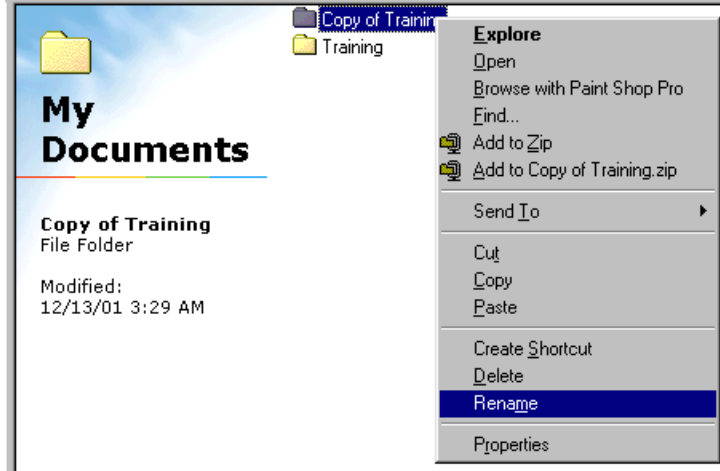 My
Documents
Copy of Training
File Folder
Modified:
12/13/01 3:29 AM
Copy of Training
Training
Explore
Open
Browse with Paint Shop Pro
Find...
Add to Zip
Add to Copy of Training.zip
Send To
Cut
Copy
Paste
Create Shortcut
Delete
Rename
Properties